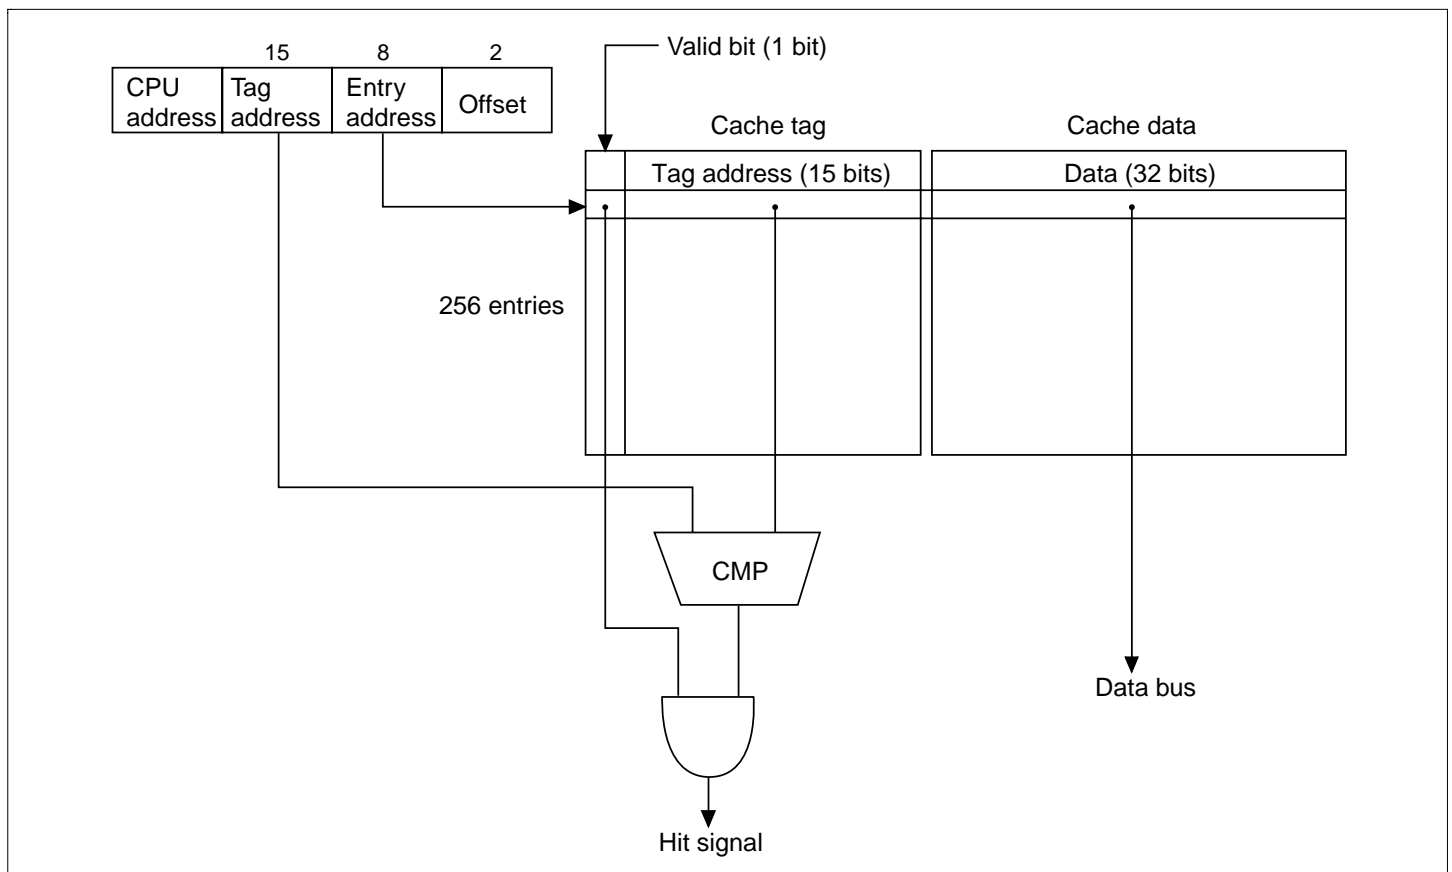 15 8 2
Valid bit (1 bit)
CPU address
Tag address
Entry address
Offset
Cache tag
Cache data
Tag address (15 bits)
Data (32 bits)
256 entries
CMP
Data bus
Hit signal